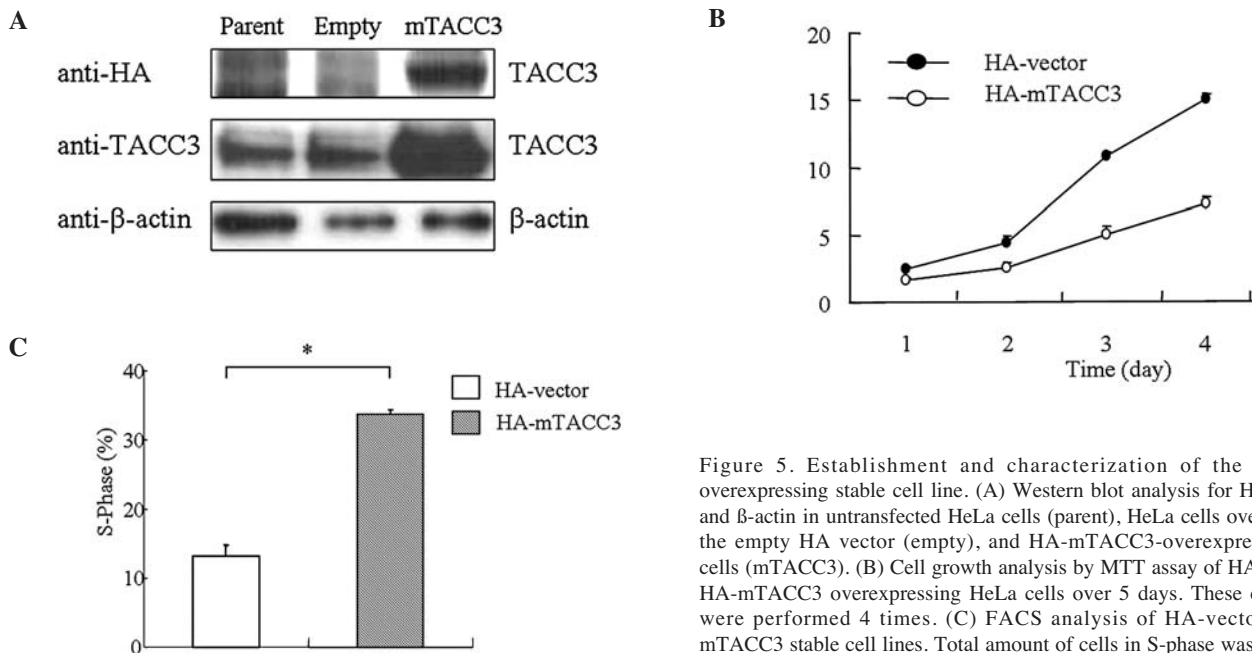 A
Parent Empty mTACC3
anti-HA TACC3
anti-TACC3 TACC3
anti-β-actin β-actin
B
20
15
10
5
0
HA-vector
HA-mTACC3
1 2 3 4
Time (day)
C
*
40
30
20
10
0
S-Phase (%)
HA-vector
HA-mTACC3
Figure 5. Establishment and characterization of the
overexpressing stable cell line. (A) Western blot analysis for H
and ß-actin in untransfected HeLa cells (parent), HeLa cells over
the empty HA vector (empty), and HA-mTACC3-overexpre
cells (mTACC3). (B) Cell growth analysis by MTT assay of HA
HA-mTACC3 overexpressing HeLa cells over 5 days. These
were performed 4 times. (C) FACS analysis of HA-vecto
mTACC3 stable cell lines. Total amount of cells in S-phase was